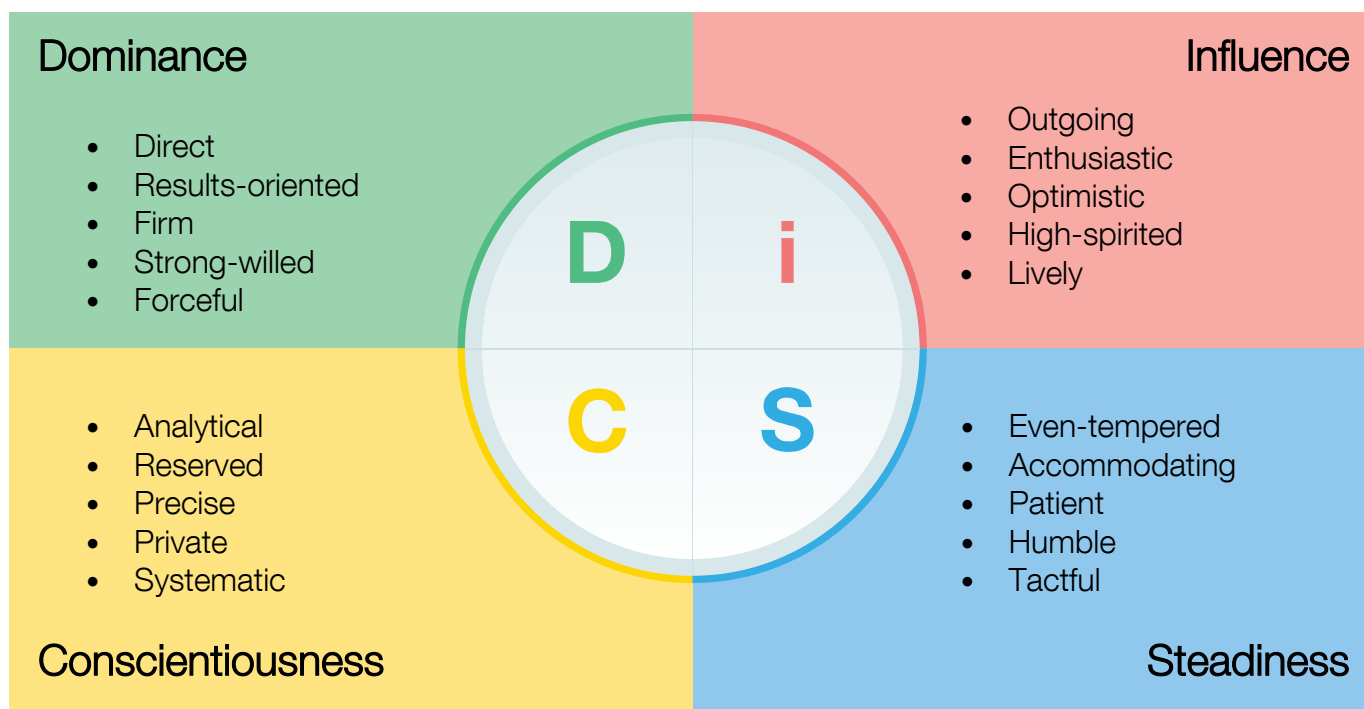 Dominance
• Direct
• Results-oriented
• Firm
• Strong-willed
• Forceful
Influence
• Outgoing
• Enthusiastic
• Optimistic
• High-spirited
• Lively
D
i
C
S
• Analytical
• Reserved
• Precise
• Private
• Systematic
Conscientiousness
• Even-tempered
• Accommodating
• Patient
• Humble
• Tactful
Steadiness